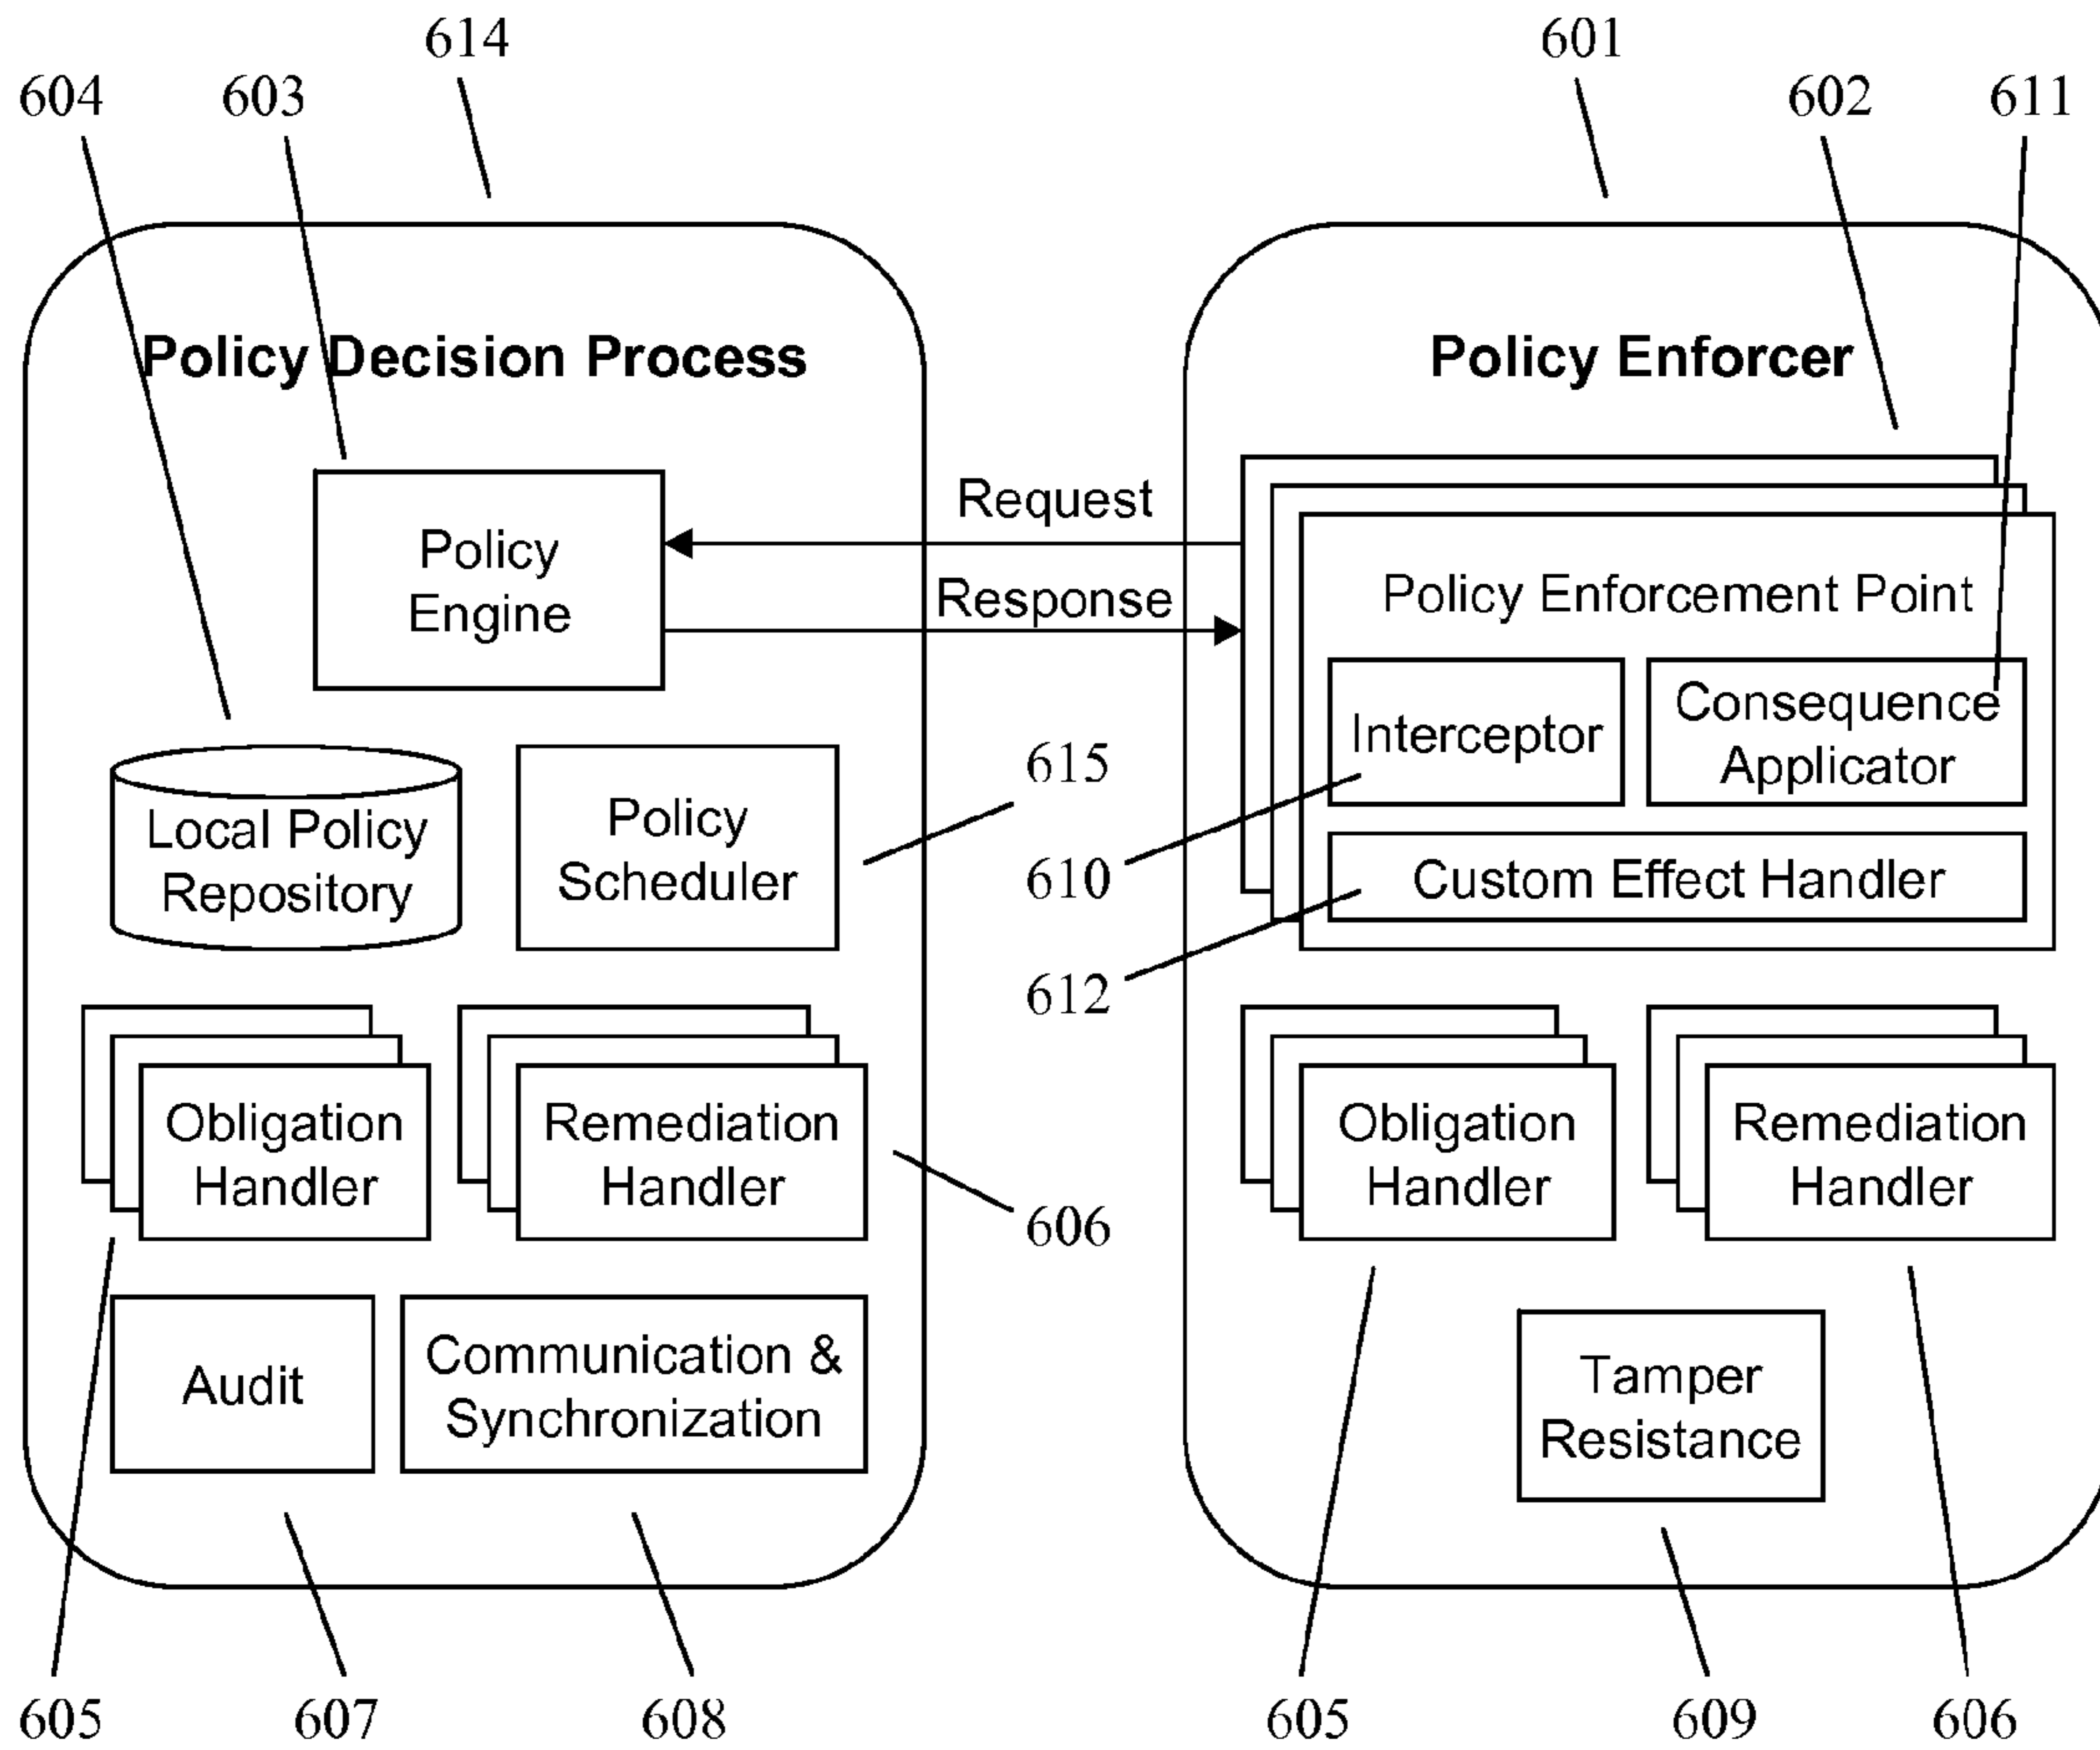 614
601
604
603
602
611
Policy Decision Process
Policy Enforcer
Request
Policy
Engine
Response
Policy Enforcement Point
Interceptor
Consequence
Applicator
615
Local Policy
Repository
Policy
Scheduler
610
Custom Effect Handler
612
Obligation
Handler
Remediation
Handler
606
Obligation
Handler
Remediation
Handler
Audit
Communication &
Synchronization
Tamper
Resistance
605
607
608
605
609
606